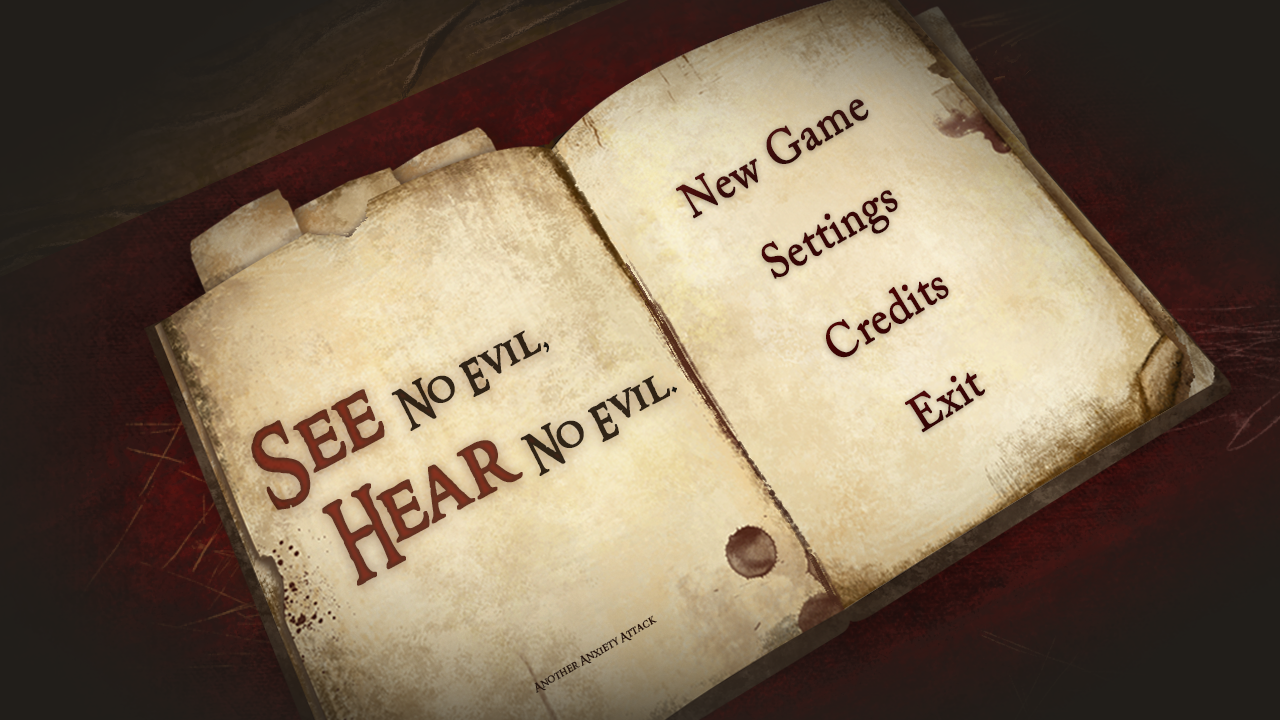 SEE NO EVIL,
HEAR NO EVIL.
ANOTHER ANXIETY ATTACK
New Game
Settings
Credits
Exit